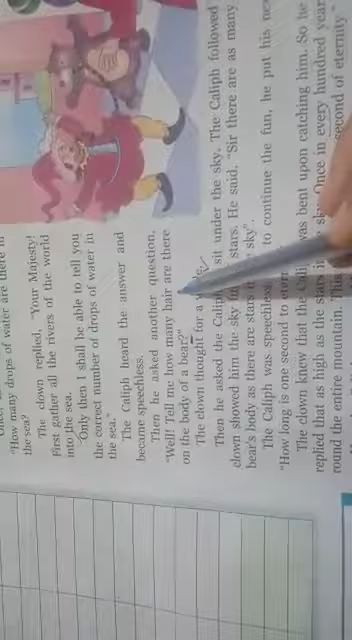 "How many drops of water are there in
the sea?
The clown replied, "Your Majesty!
First gather all the rivers of the world
into the sea.
"Only then I shall be able to tell you
the correct number of drops of water in
the sea."
The Caliph heard the answer and
became speechless.
Then he asked another question,
"Well! Tell me how many hair are there
on the body of a bear?"
The clown thought for a
Then he asked the Caliph sit under the sky. The Caliph followed
clown showed him the sky stars. He said, "Sir there are as many
bear's body as there are stars sky".
The Caliph was speechless. to continue the fun, he put his
"How long is one second to
The clown knew that the was bent upon catching him. So he
replied that as high as the stars in sky. Once in every hundred year
round the entire mountain. second of eternity."